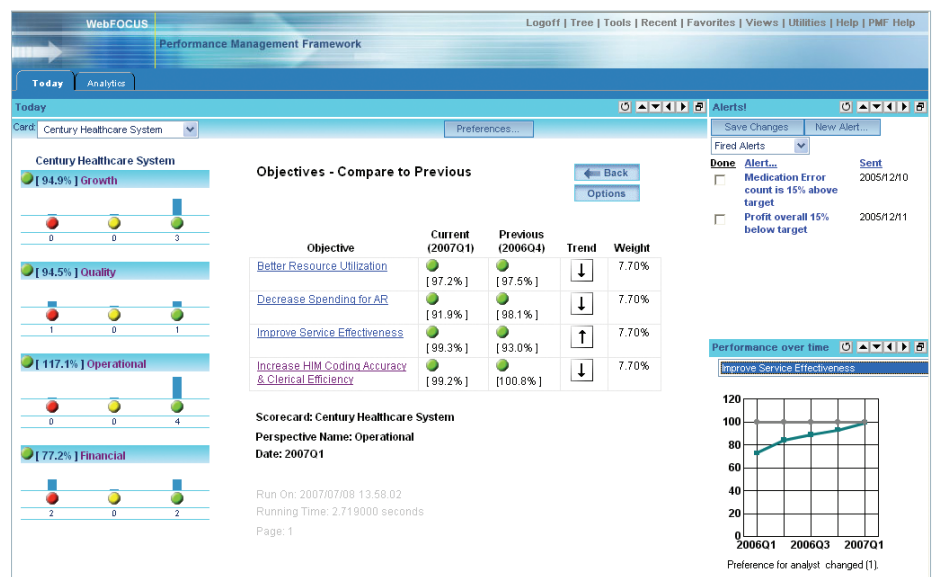 WebFOCUS
Logoff | Tree | Tools | Recent | Favorites | Views | Utilities | Help | PMF Help
Performance Management Framework
Today
Analytics
Today
Card:
Century Healthcare System
Preferences...
Century Healthcare System
[ 94.9% ] Growth
0 0 3
[ 94.5% ] Quality
1 0 1
[ 117.1% ] Operational
0 0 4
[ 77.2% ] Financial
2 0 2
Objectives - Compare to Previous
Back
Options
Objective Current (2007Q1) Previous (2006Q4) Trend Weight
Better Resource Utilization [ 97.2% ] [ 97.5% ] 7.70%
Decrease Spending for AR [ 91.9% ] [ 98.1% ] 7.70%
Improve Service Effectiveness [ 99.3% ] [ 93.0% ] 7.70%
Increase HIM Coding Accuracy
& Clerical Efficiency [ 99.2% ] [100.8% ] 7.70%
Scorecard: Century Healthcare System
Perspective Name: Operational
Date: 2007Q1
Run On: 2007/07/08 13.58.02
Running Time: 2.719000 seconds
Page: 1
Alerts!
Save Changes
New Alert...
Fired Alerts
Done Alert... Sent
Medication Error 2005/12/10
count is 15% above
target
Profit overall 15% 2005/12/11
below target
Performance over time
Improve Service Effectiveness
120
100
80
60
40
20
0
2006Q1 2006Q3 2007Q1
Preference for analyst changed (1).